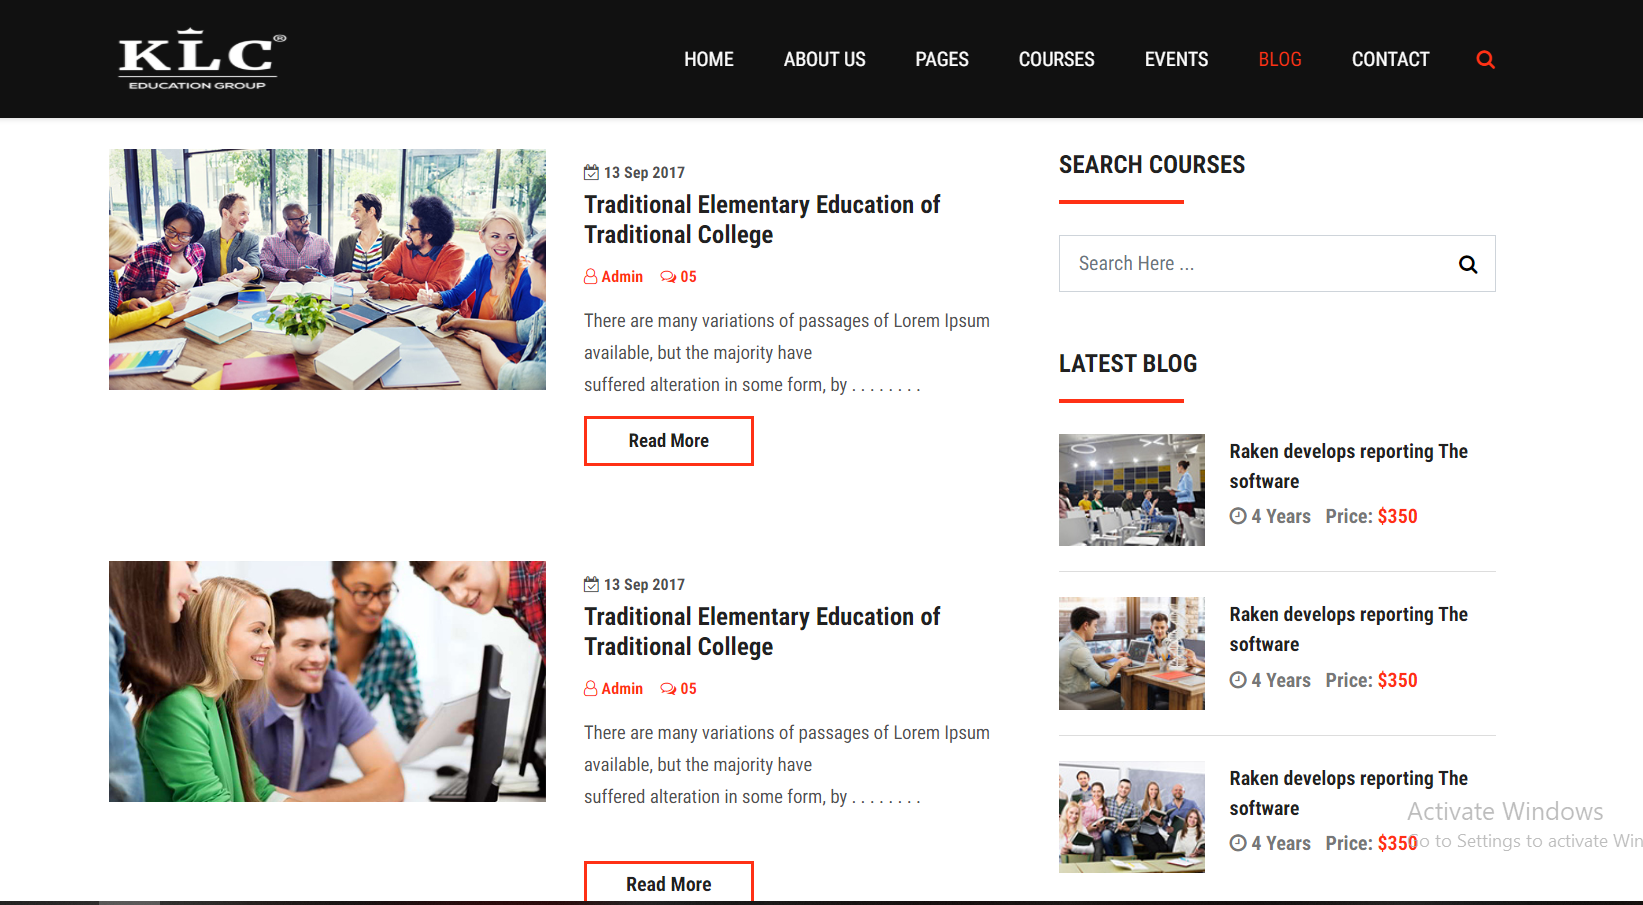 KLC®
EDUCATION GROUP
HOME ABOUT US PAGES COURSES EVENTS BLOG CONTACT
13 Sep 2017
Traditional Elementary Education of
Traditional College
Admin 05
There are many variations of passages of Lorem Ipsum
available, but the majority have
suffered alteration in some form, by . . . . . . . .
Read More
13 Sep 2017
Traditional Elementary Education of
Traditional College
Admin 05
There are many variations of passages of Lorem Ipsum
available, but the majority have
suffered alteration in some form, by . . . . . . . .
Read More
SEARCH COURSES
Search Here ...
LATEST BLOG
Raken develops reporting The
software
4 Years Price: $350
Raken develops reporting The
software
4 Years Price: $350
Raken develops reporting The
software
4 Years Price: $350
Activate Windows
Go to Settings to activate Win